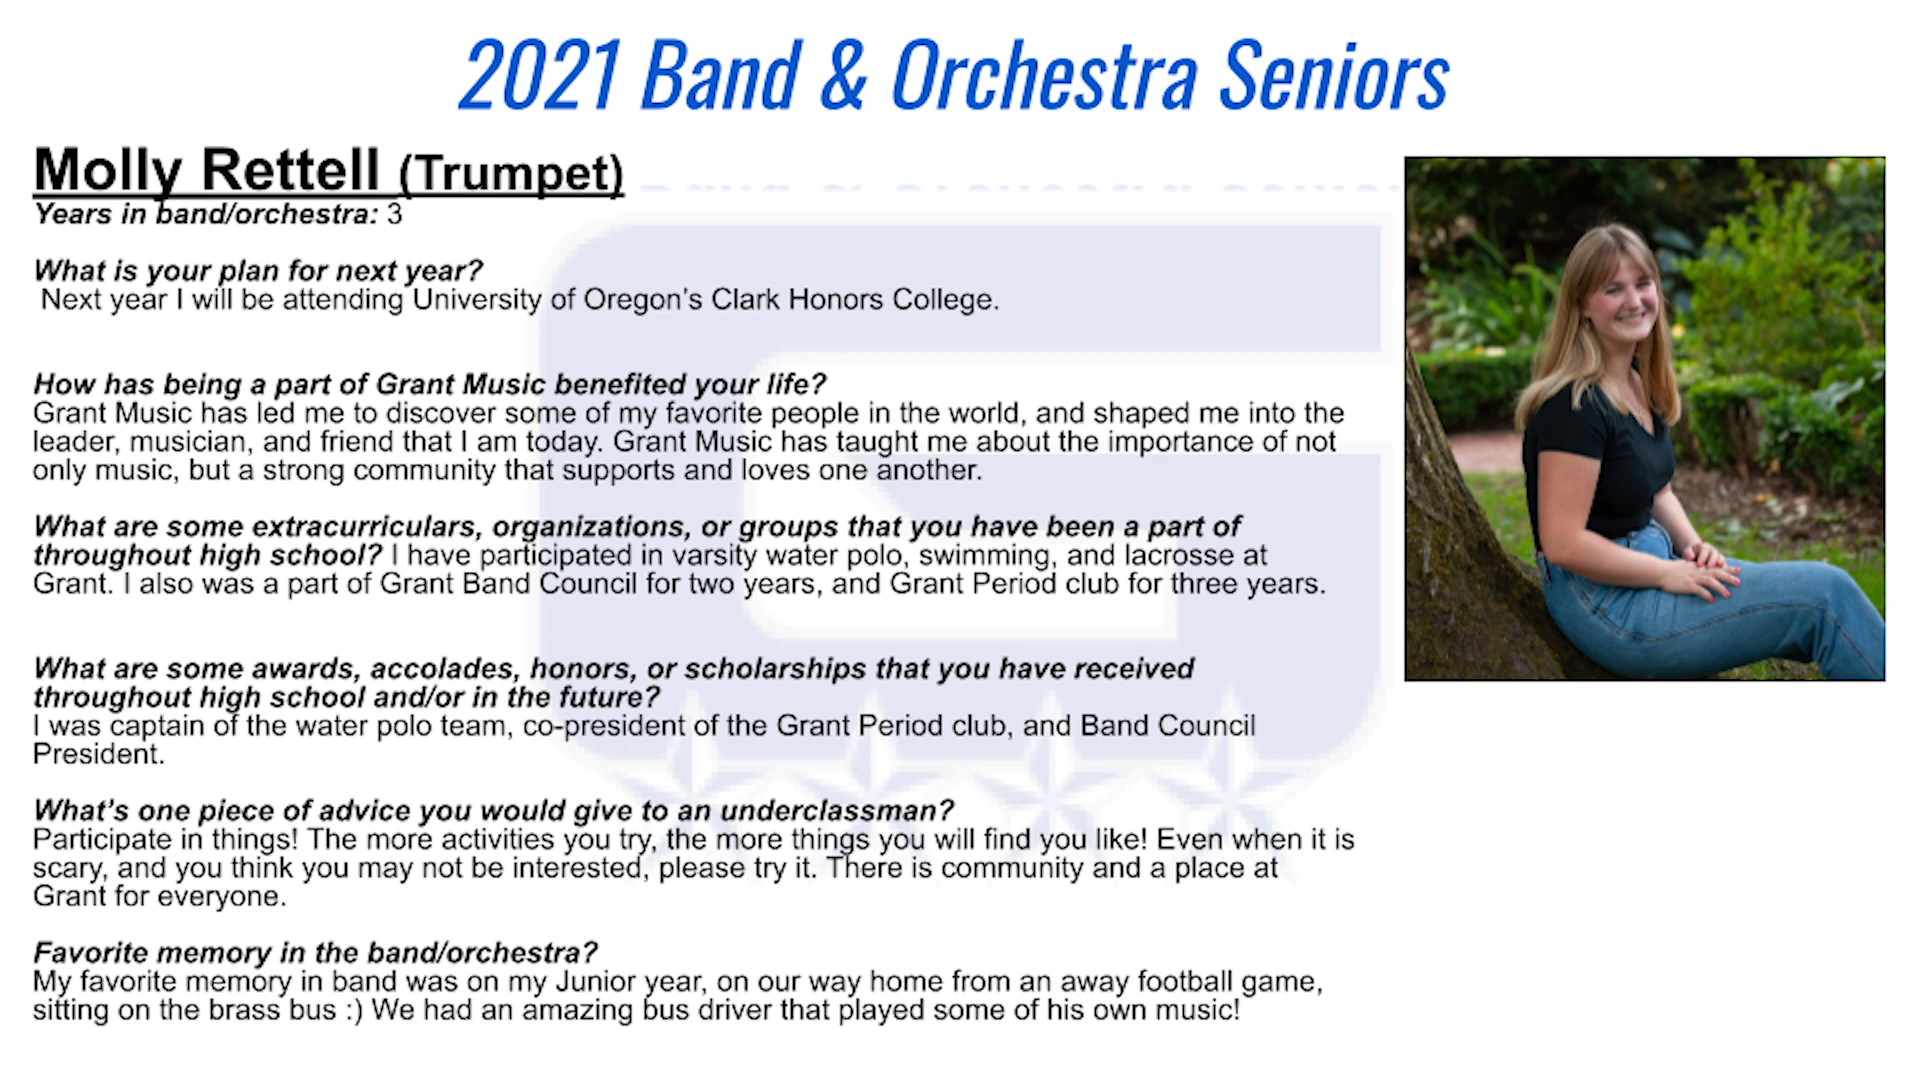 2021 Band & Orchestra Seniors
Molly Rettell (Trumpet)
Years in band/orchestra: 3
What is your plan for next year?
Next year I will be attending University of Oregon’s Clark Honors College.
How has being a part of Grant Music benefited your life?
Grant Music has led me to discover some of my favorite people in the world, and shaped me into the
leader, musician, and friend that I am today. Grant Music has taught me about the importance of not
only music, but a strong community that supports and loves one another.
What are some extracurriculars, organizations, or groups that you have been a part of
throughout high school? I have participated in varsity water polo, swimming, and lacrosse at
Grant. I also was a part of Grant Band Council for two years, and Grant Period club for three years.
What are some awards, accolades, honors, or scholarships that you have received
throughout high school and/or in the future?
I was captain of the water polo team, co-president of the Grant Period club, and Band Council
President.
What’s one piece of advice you would give to an underclassman?
Participate in things! The more activities you try, the more things you will find you like! Even when it is
scary, and you think you may not be interested, please try it. There is community and a place at
Grant for everyone.
Favorite memory in the band/orchestra?
My favorite memory in band was on my Junior year, on our way home from an away football game,
sitting on the brass bus :) We had an amazing bus driver that played some of his own music!